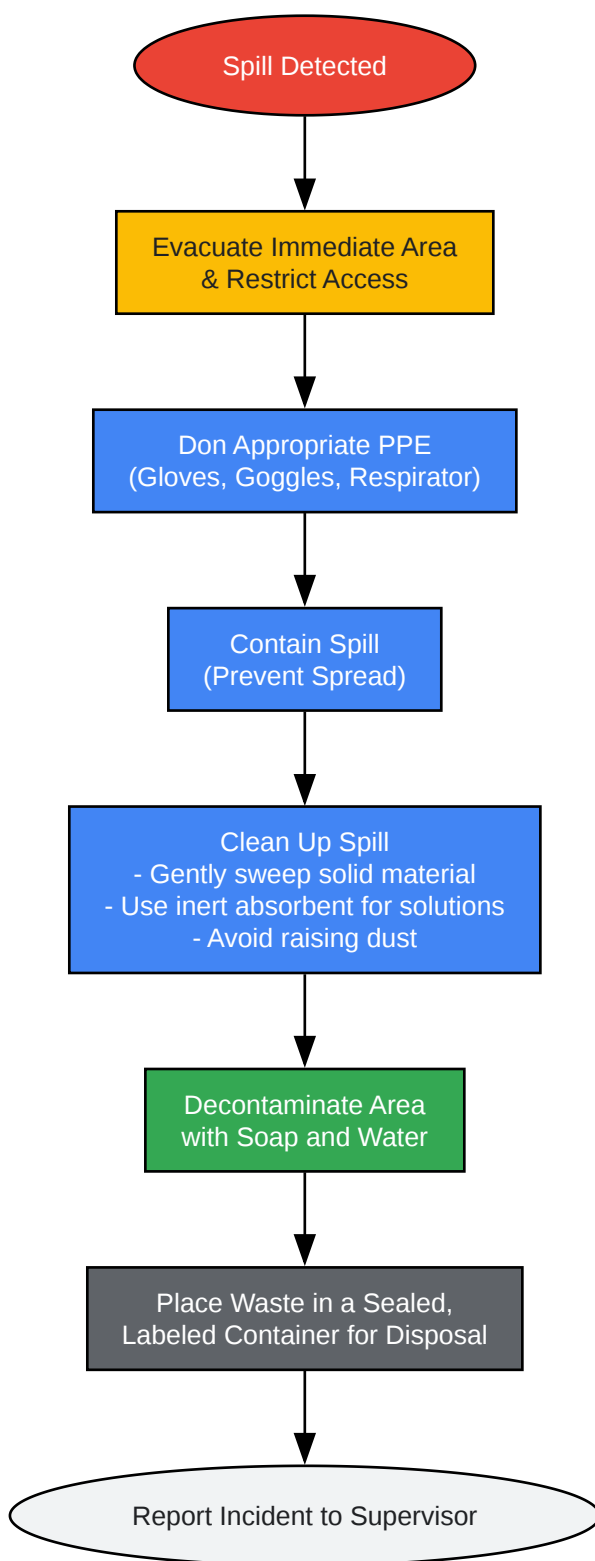 Spill Detected
Evacuate Immediate Area
& Restrict Access
Don Appropriate PPE
(Gloves, Goggles, Respirator)
Contain Spill
(Prevent Spread)
Clean Up Spill
- Gently sweep solid material
- Use inert absorbent for solutions
- Avoid raising dust
Decontaminate Area
with Soap and Water
Place Waste in a Sealed,
Labeled Container for Disposal
Report Incident to Supervisor